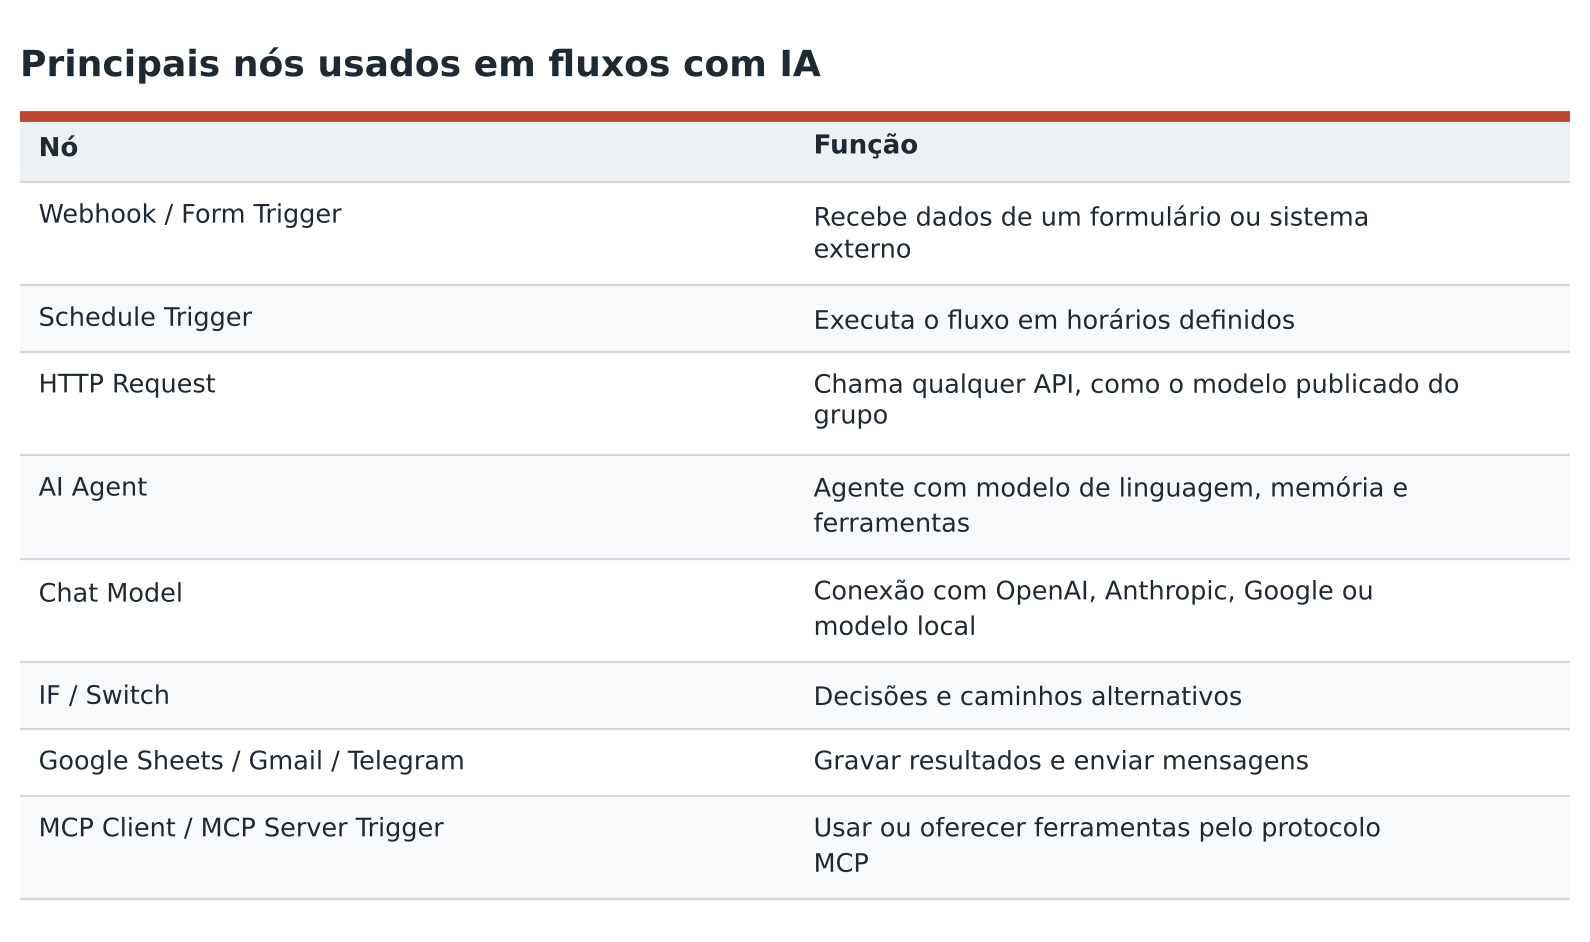 Principais nós usados em fluxos com IA
Nó
Função
Webhook / Form Trigger
Recebe dados de um formulário ou sistema
externo
Schedule Trigger
Executa o fluxo em horários definidos
HTTP Request
Chama qualquer API, como o modelo publicado do
grupo
AI Agent
Agente com modelo de linguagem, memória e
ferramentas
Chat Model
Conexão com OpenAI, Anthropic, Google ou
modelo local
IF / Switch
Decisões e caminhos alternativos
Google Sheets / Gmail / Telegram
Gravar resultados e enviar mensagens
MCP Client / MCP Server Trigger
Usar ou oferecer ferramentas pelo protocolo
MCP